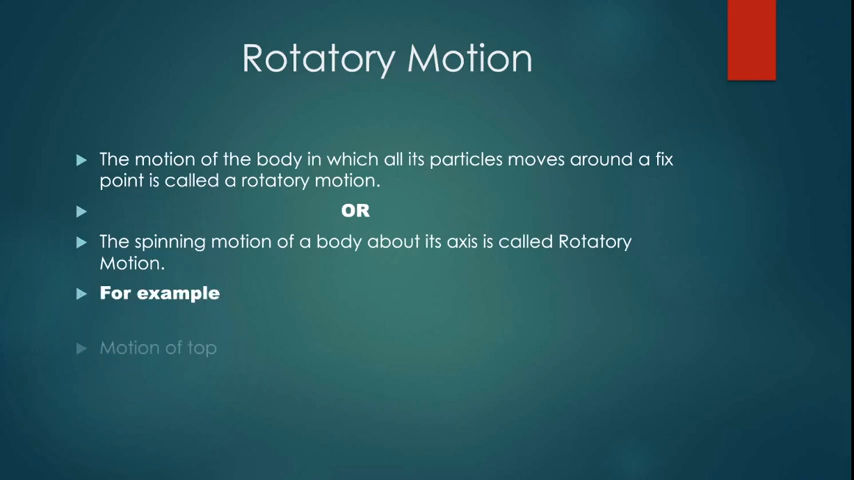 Rotatory Motion
The motion of the body in which all its particles moves around a fix
point is called a rotatory motion.
OR
The spinning motion of a body about its axis is called Rotatory
Motion.
For example
Motion of top